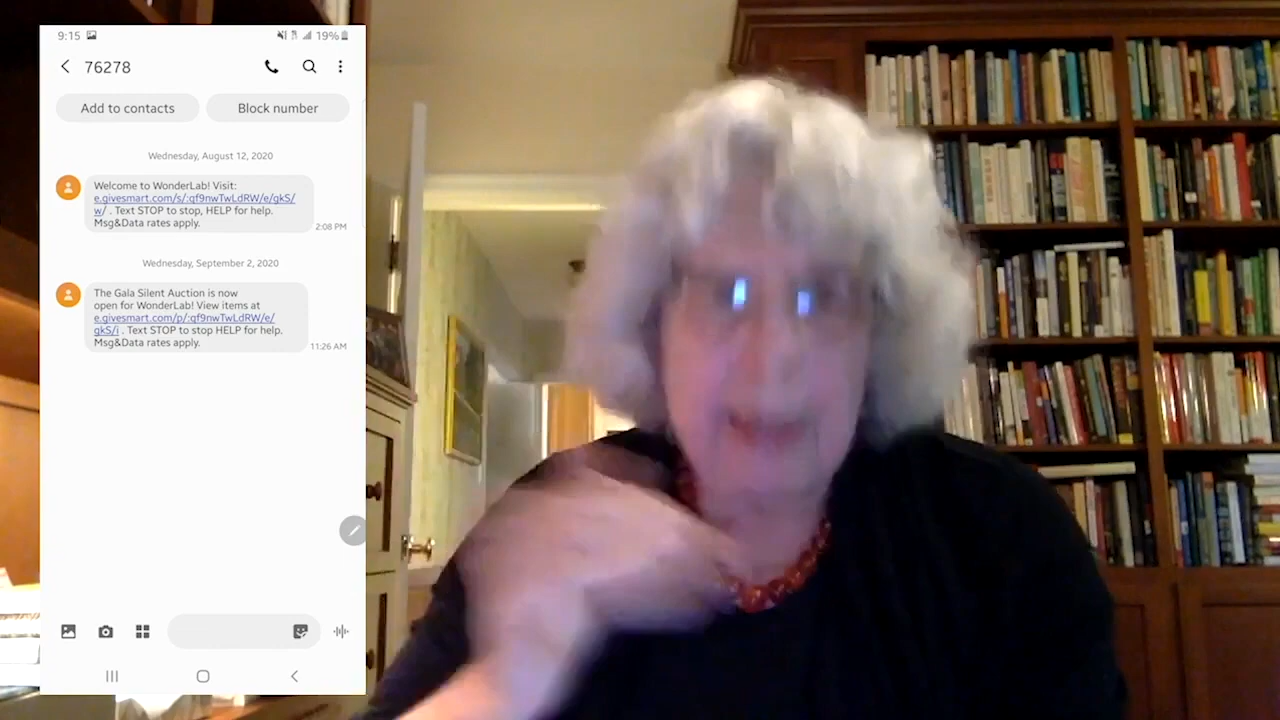 9:15 19%
76278
Add to contacts Block number
Wednesday, August 12, 2020
Welcome to WonderLab! Visit:
e.givesmart.com/s/:qf9nwTwLdRW/e/gkS/
w/ . Text STOP to stop, HELP for help.
Msg&Data rates apply.
2:08 PM
Wednesday, September 2, 2020
The Gala Silent Auction is now
open for WonderLab! View items at
e.givesmart.com/p/:qf9nwTwLdRW/e/
gkS/i . Text STOP to stop HELP for help.
Msg&Data rates apply.
11:26 AM